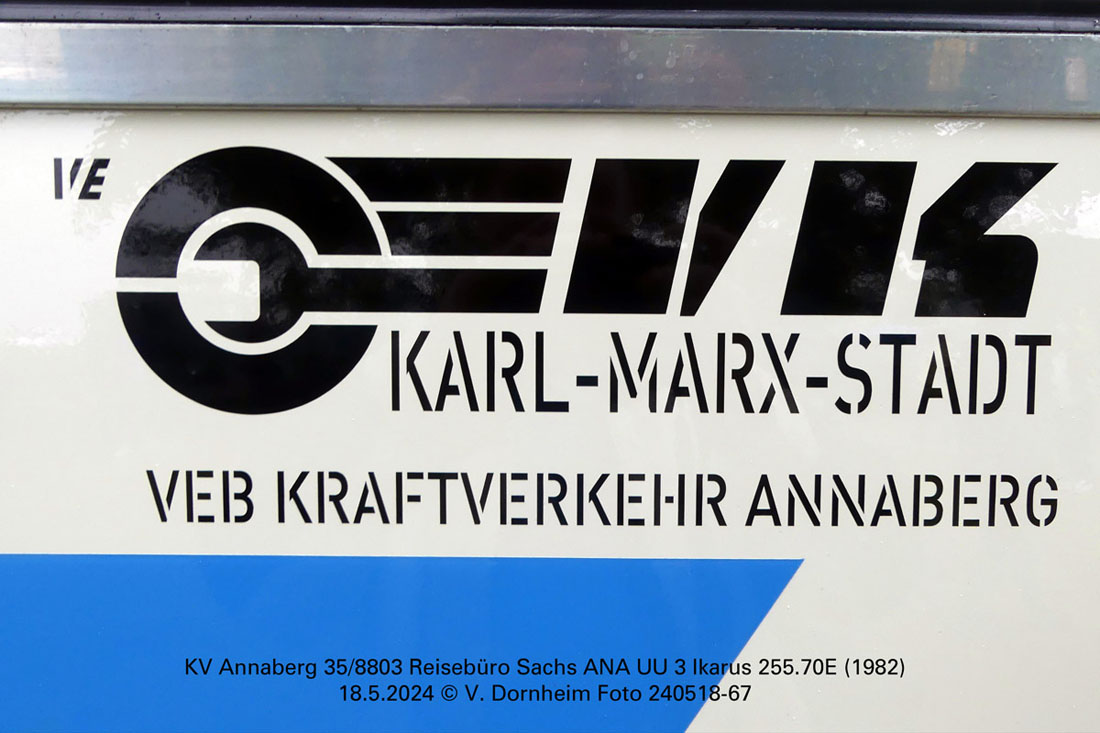 VE
VK
KARL-MARX-STADT
VEB KRAFTVERKEHR ANNABERG
KV Annaberg 35/8803 Reisebüro Sachs ANA UU 3 Ikarus 255.70E (1982)
18.5.2024 © V. Dornheim Foto 240518-67